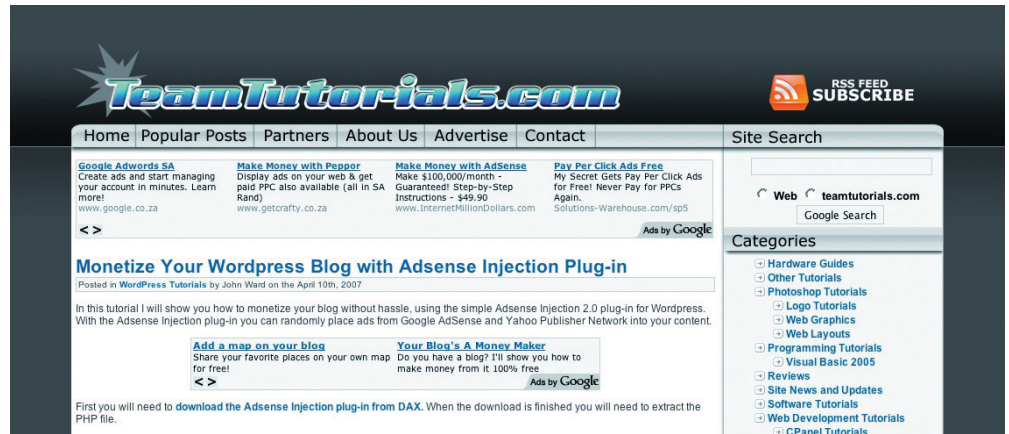 TeamTutorials.com
RSS FEED
SUBSCRIBE
Home Popular Posts Partners About Us Advertise Contact
Google Adwords SA
Create ads and start managing
your account in minutes. Learn
more!
www.google.co.za
Make Money with Peppor
Display ads on your web & get
paid PPC also available (all in SA
Rand)
www.getcrafty.co.za
Make Money with AdSense
Make $100,000/month -
Guaranteed! Step-by-Step
Instructions - $49.90
www.InternetMillionDollars.com
Pay Per Click Ads Free
My Secret Gets Pay Per Click Ads
for Free! Never Pay for PPCs
Again.
Solutions-Warehouse.com/sp5
< >
Ads by Google
Monetize Your Wordpress Blog with Adsense Injection Plug-in
Posted in WordPress Tutorials by John Ward on the April 10th, 2007
In this tutorial I will show you how to monetize your blog without hassle, using the simple Adsense Injection 2.0 plug-in for Wordpress.
With the Adsense Injection plug-in you can randomly place ads from Google AdSense and Yahoo Publisher Network into your content.
Add a map on your blog
Share your favorite places on your own map
for free!
Your Blog's A Money Maker
Do you have a blog? I'll show you how to
make money from it 100% free
< >
Ads by Google
First you will need to download the Adsense Injection plug-in from DAX. When the download is finished you will need to extract the
PHP file.
Site Search
Web teamtutorials.com
Google Search
Categories
Hardware Guides
Other Tutorials
Photoshop Tutorials
Logo Tutorials
Web Graphics
Web Layouts
Programming Tutorials
Visual Basic 2005
Reviews
Site News and Updates
Software Tutorials
Web Development Tutorials
CPanel Tutorials